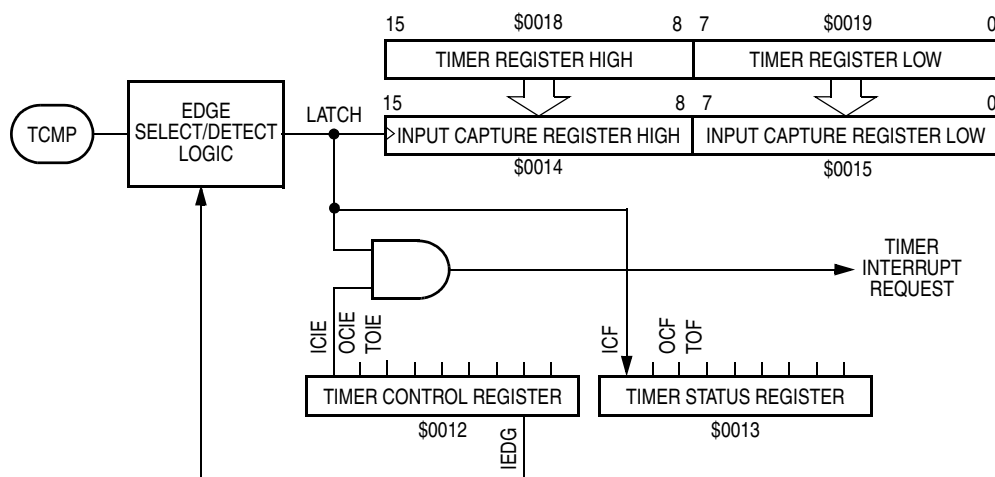 15 $0018 8 7 $0019 0
TIMER REGISTER HIGH TIMER REGISTER LOW
15 8 7 0
TCMP
EDGE
SELECT/DETECT
LOGIC
LATCH
INPUT CAPTURE REGISTER HIGH INPUT CAPTURE REGISTER LOW
$0014 $0015
TIMER
INTERRUPT
REQUEST
ICIE
OCIE
TOIE
ICF
OCF
TOF
TIMER CONTROL REGISTER TIMER STATUS REGISTER
$0012 $0013
IEDG